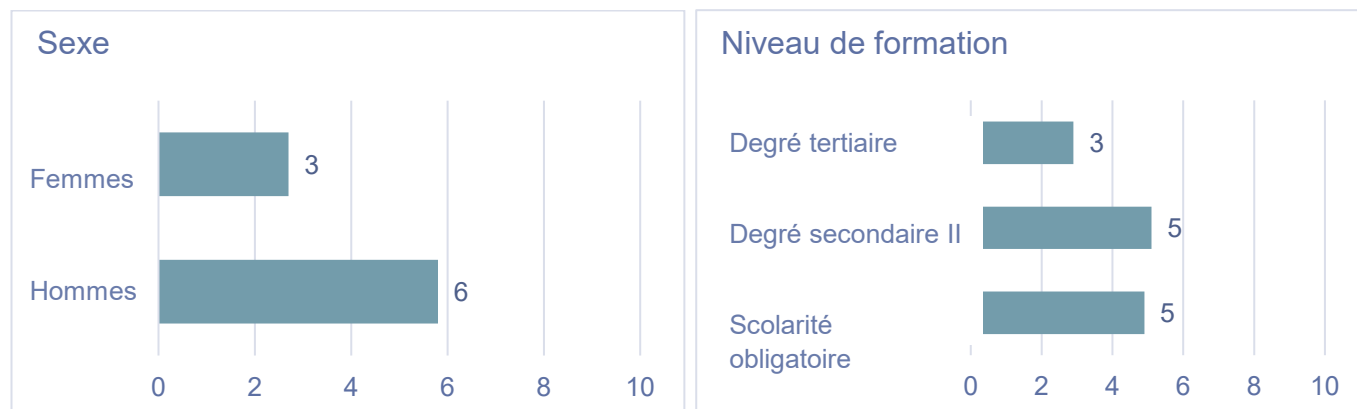 Sexe
Femmes
3
Hommes
6
0 2 4 6 8 10
Niveau de formation
Degré tertiaire
3
Degré secondaire II
5
Scolarité
obligatoire
5
0 2 4 6 8 10